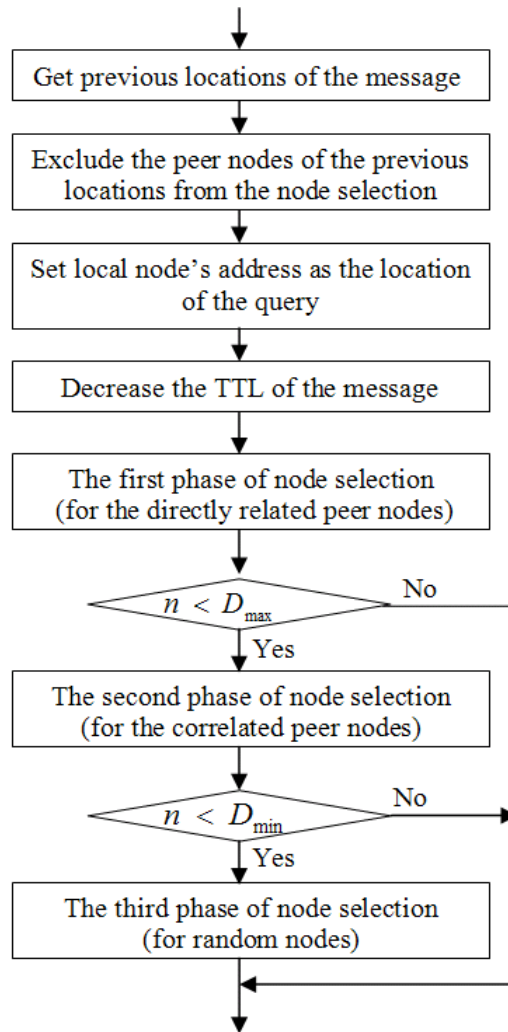 Get previous locations of the message
Exclude the peer nodes of the previous
locations from the node selection
Set local node's address as the location
of the query
Decrease the TTL of the message
The first phase of node selection
(for the directly related peer nodes)
n < Dmax
No
Yes
The second phase of node selection
(for the correlated peer nodes)
n < Dmin
No
Yes
The third phase of node selection
(for random nodes)